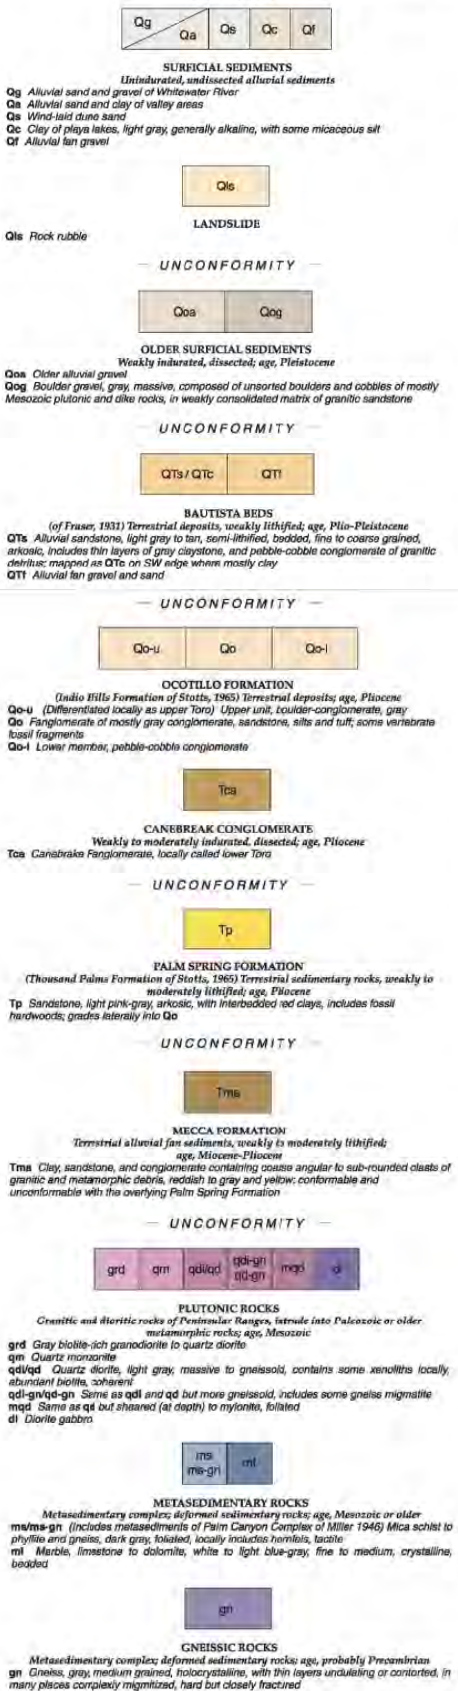 Qg Qa Qs Qc Qf
SURFICIAL SEDIMENTS
Unindurated, undissected alluvial sediments
Qg Alluvial sand and gravel of Whitewater River
Qa Alluvial sand and clay of valley areas
Qs Wind-laid dune sand
Qc Clay of playa lakes, light gray, generally alkaline, with some micaceous silt
Qf Alluvial fan gravel
Qls
LANDSLIDE
Qls Rock rubble
— UNCONFORMITY —
Qoa Qog
OLDER SURFICIAL SEDIMENTS
Weakly indurated, dissected; age, Pleistocene
Qoa Older alluvial gravel
Qog Boulder gravel, gray, massive, composed of unsorted boulders and cobbles of mostly
Mesozoic plutonic and dike rocks, in weakly consolidated matrix of granitic sandstone
— UNCONFORMITY —
QTs / QTc QTf
BAUTISTA BEDS
(of Fraser, 1931) Terrestrial deposits, weakly lithified; age, Plio-Pleistocene
QTs Alluvial sandstone, light gray to tan, semi-lithified, bedded, fine to coarse grained,
arkosic, includes thin layers of gray claystone, and pebble-cobble conglomerate of granitic
detritus; mapped as QTc on SW edge where mostly clay
QTf Alluvial fan gravel and sand
— UNCONFORMITY —
Qo-u Qo Qo-l
OCOTILLO FORMATION
(Indio Hills Formation of Stotts, 1965) Terrestrial deposits; age, Pliocene
Qo-u (Differentiated locally as upper Toro) Upper unit, boulder-conglomerate, gray
Qo Fanglomerate of mostly gray conglomerate, sandstore, silts and tuff; some vertebrate
fossil fragments
Qo-l Lower member, pebble-cobble conglomerate
Tca
CANEBREAK CONGLOMERATE
Weakly to moderately indurated, dissected; age, Pliocene
Tca Canebrake Fanglomerate, locally called lower Toro
— UNCONFORMITY —
Tp
PALM SPRING FORMATION
(Thousand Palms Formation of Stotts, 1965) Terrestrial sedimentary rocks, weakly to
moderately lithified; age, Pliocene
Tp Sandstone, light pink-gray, arkosic, with interbedded red clays, includes fossil
hardwoods; grades laterally into Qo
UNCONFORMITY
Tma
MECCA FORMATION
Terrestrial alluvial fan sediments, weakly to moderately lithified;
age, Miocene-Pliocene
Tma Clay, sandstone, and conglomerate containing coarse angular to sub-rounded clasts of
granitic and metamorphic debris, reddish to gray and yellow; conformable and
unconformable with the overlying Palm Spring Formation
— UNCONFORMITY —
grd qm qdi/qd qdi-gn qd-gn mqd di
PLUTONIC ROCKS
Granitic and dioritic rocks of Peninsular Ranges, intrude into Paleozoic or older
metamorphic rocks; age, Mesozoic
grd Gray biotite-rich granodiorite to quartz diorite
qm Quartz monzonite
qdi/qd Quartz diorite, light gray, massive to gneissoid, contains some xenoliths locally,
abundant biotite, coherent
qdi-gn/qd-gn Same as qdi and qd but more gneissoid, includes some gneiss migmatite
mqd Same as qd but sheared (at depth) to mylonite, foliated
di Diorite gabbro
ms ms-gn ml
METASEDIMENTARY ROCKS
Metasedimentary complex; deformed sedimentary rocks; age, Mesozoic or older
ms/ms-gn (includes metasediments of Palm Canyon Complex of Miller 1946) Mica schist to
phyllite and gneiss, dark gray, foliated, locally includes hornfels, tactite
ml Marble, limestone to dolomite, white to light blue-gray, fine to medium, crystalline,
bedded
gn
GNEISSIC ROCKS
Metasedimentary complex; deformed sedimentary rocks; age, probably Precambrian
gn Gneiss, gray, medium grained, holocrystalline, with thin layers undulating or contorted, in
many places complexly migmitized, hard but closely fractured